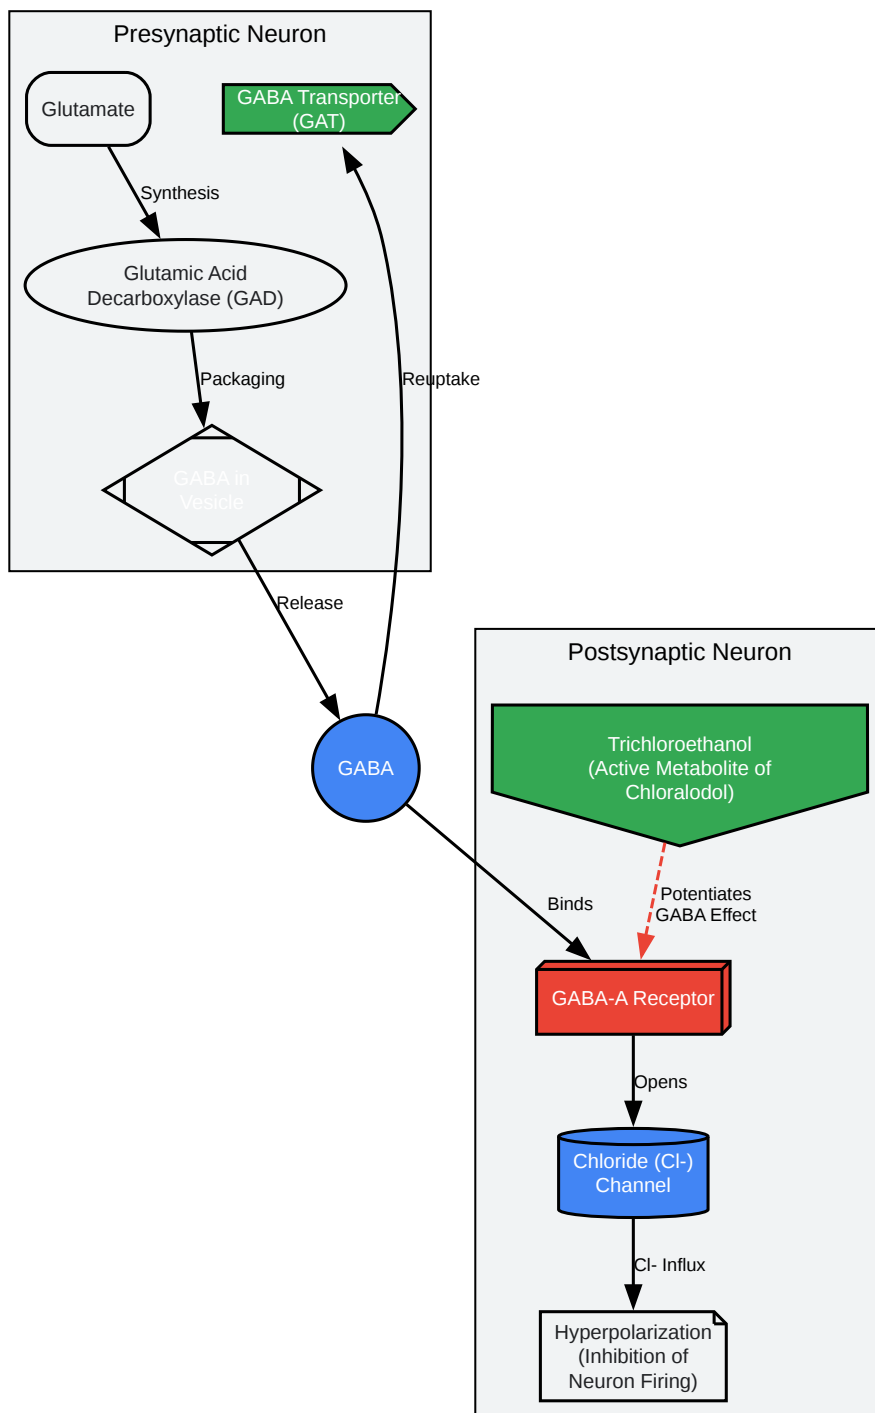 Presynaptic Neuron
Glutamate
GABA Transporter
(GAT)
Synthesis
Glutamic Acid
Decarboxylase (GAD)
Packaging
Reuptake
GABA in
Vesicle
Release
Postsynaptic Neuron
GABA
Trichloroethanol
(Active Metabolite of
Chloralodol)
Binds
Potentiates
GABA Effect
GABA-A Receptor
Opens
Chloride (Cl-)
Channel
Cl- Influx
Hyperpolarization
(Inhibition of
Neuron Firing)